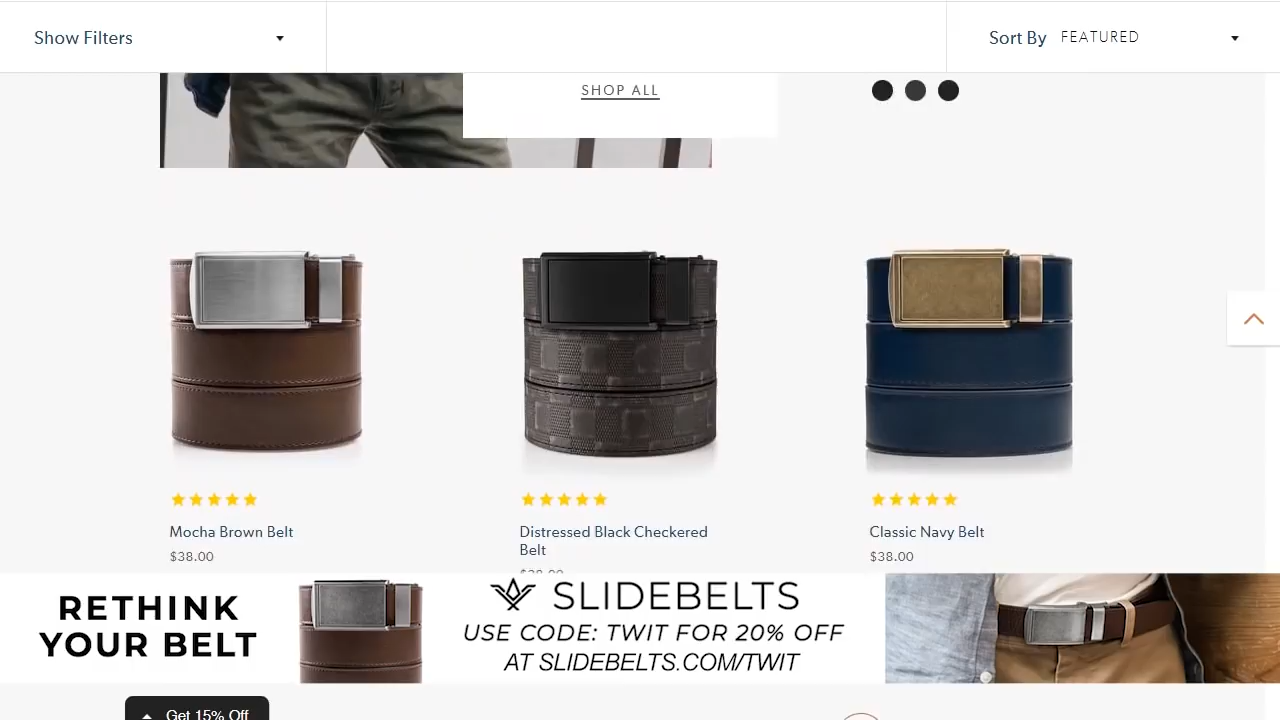 Show Filters
Sort By FEATURED
SHOP ALL
Mocha Brown Belt
$38.00
Distressed Black Checkered
Belt
$38.00
Classic Navy Belt
$38.00
RETHINK
YOUR BELT
SLIDEBELTS
USE CODE: TWIT FOR 20% OFF
AT SLIDEBELTS.COM/TWIT
Get 15% Off